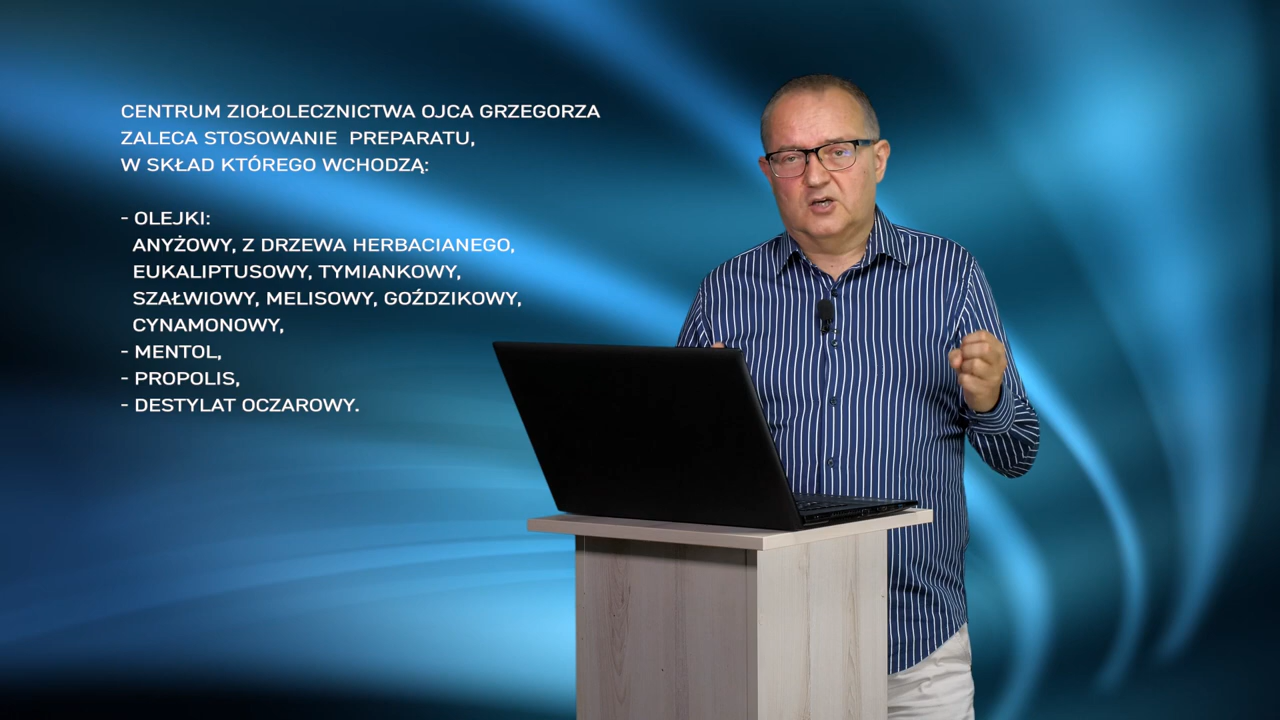 CENTRUM ZIOŁOLECZNICTWA OJCA GRZEGORZA
ZALECA STOSOWANIE PREPARATU,
W SKŁAD KTÓREGO WCHODZĄ:
- OLEJKI:
ANYŻOWY, Z DRZEWA HERBACIANEGO,
EUKALIPTUSOWY, TYMIANKOWY,
SZAŁWIOWY, MELISOWY, GOŹDZIKOWY,
CYNAMONOWY,
- MENTOL,
- PROPOLIS,
- DESTYLAT OCZAROWY.